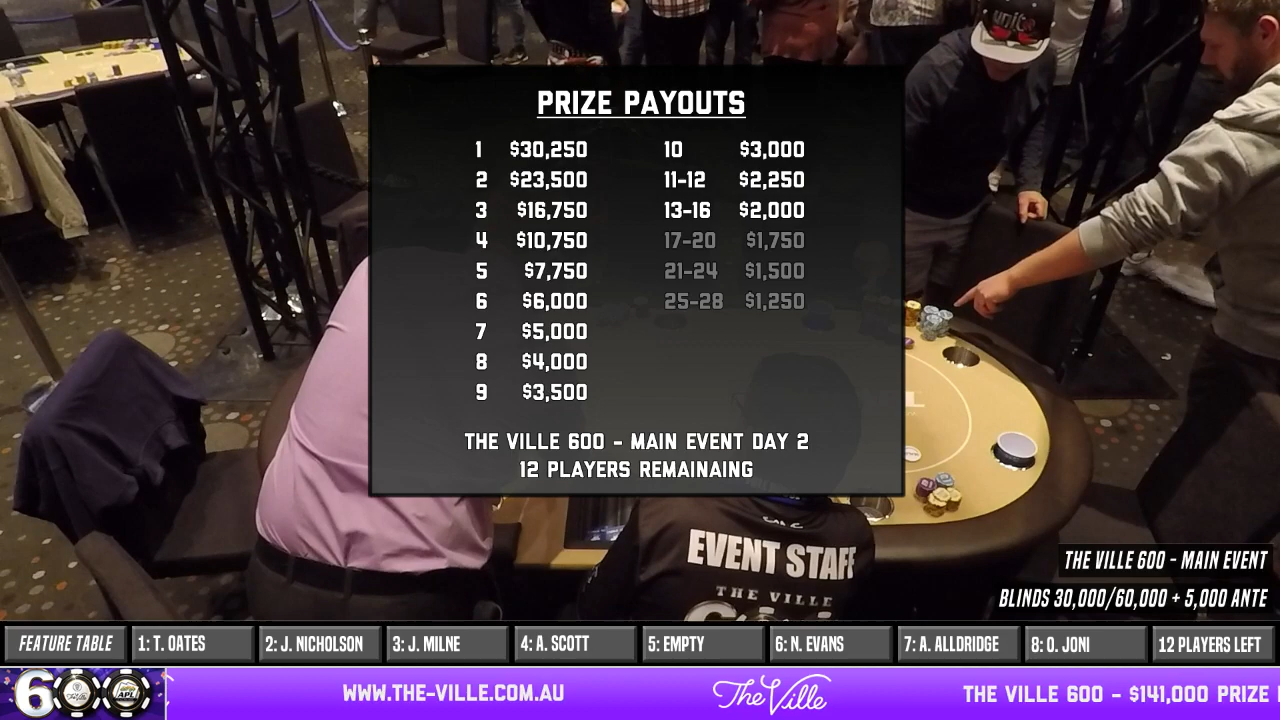 unite
PRIZE PAYOUTS
1 $30,250 10 $3,000
2 $23,500 11-12 $2,250
3 $16,750 13-16 $2,000
4 $10,750 17-20 $1,750
5 $7,750 21-24 $1,500
6 $6,000 25-28 $1,250
7 $5,000
8 $4,000
9 $3,500
THE VILLE 600 - MAIN EVENT DAY 2
12 PLAYERS REMAINAING
EVENT STAFF
THE VILLE
THE VILLE 600 - MAIN EVENT
BLINDS 30,000/60,000 + 5,000 ANTE
FEATURE TABLE 1: T. OATES 2: J. NICHOLSON 3: J. MILNE 4: A. SCOTT 5: EMPTY 6: N. EVANS 7: A. ALLDRIDGE 8: O. JONI 12 PLAYERS LEFT
600 The Ville APL WWW.THE-VILLE.COM.AU The Ville THE VILLE 600 - $141,000 PRIZE